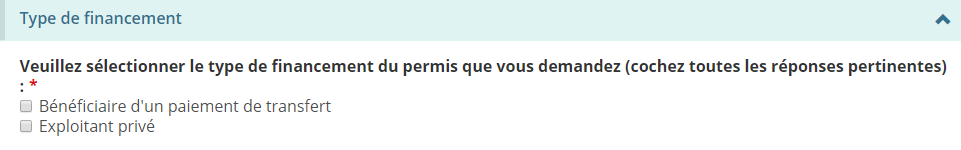 Type de financement
Veuillez sélectionner le type de financement du permis que vous demandez (cochez toutes les réponses pertinentes)
: *
Bénéficiaire d'un paiement de transfert
Exploitant privé